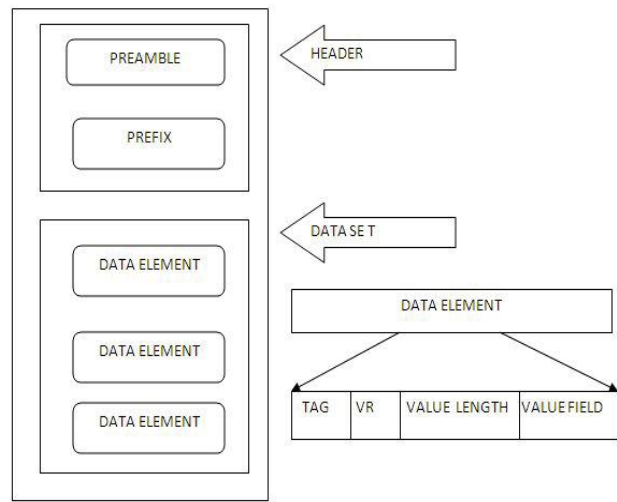 PREAMBLE
HEADER
PREFIX
DATA SE T
DATA ELEMENT
DATA ELEMENT
DATA ELEMENT
DATA ELEMENT
TAG VR VALUE LENGTH VALUE FIELD